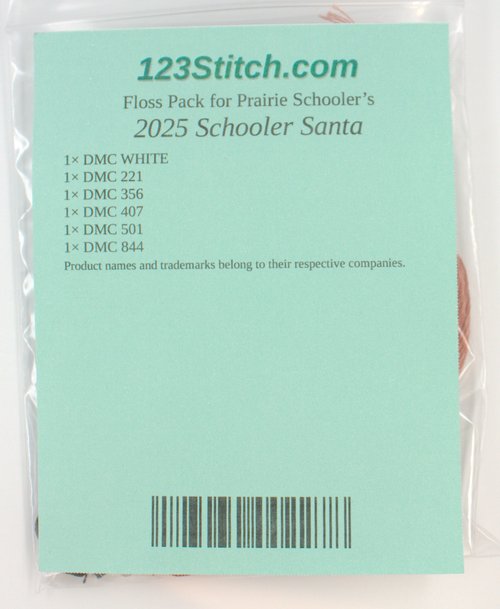 123Stitch.com
Floss Pack for Prairie Schooler's
2025 Schooler Santa
1× DMC WHITE
1× DMC 221
1× DMC 356
1× DMC 407
1× DMC 501
1× DMC 844
Product names and trademarks belong to their respective companies.